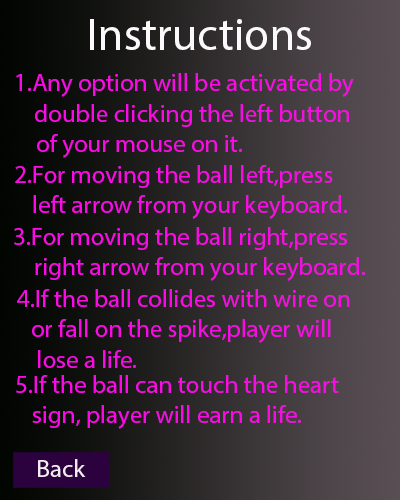 Instructions
1.Any option will be activated by
double clicking the left button
of your mouse on it.
2.For moving the ball left,press
left arrow from your keyboard.
3.For moving the ball right,press
right arrow from your keyboard.
4.If the ball collides with wire on
or fall on the spike,player will
lose a life.
5.If the ball can touch the heart
sign, player will earn a life.
Back